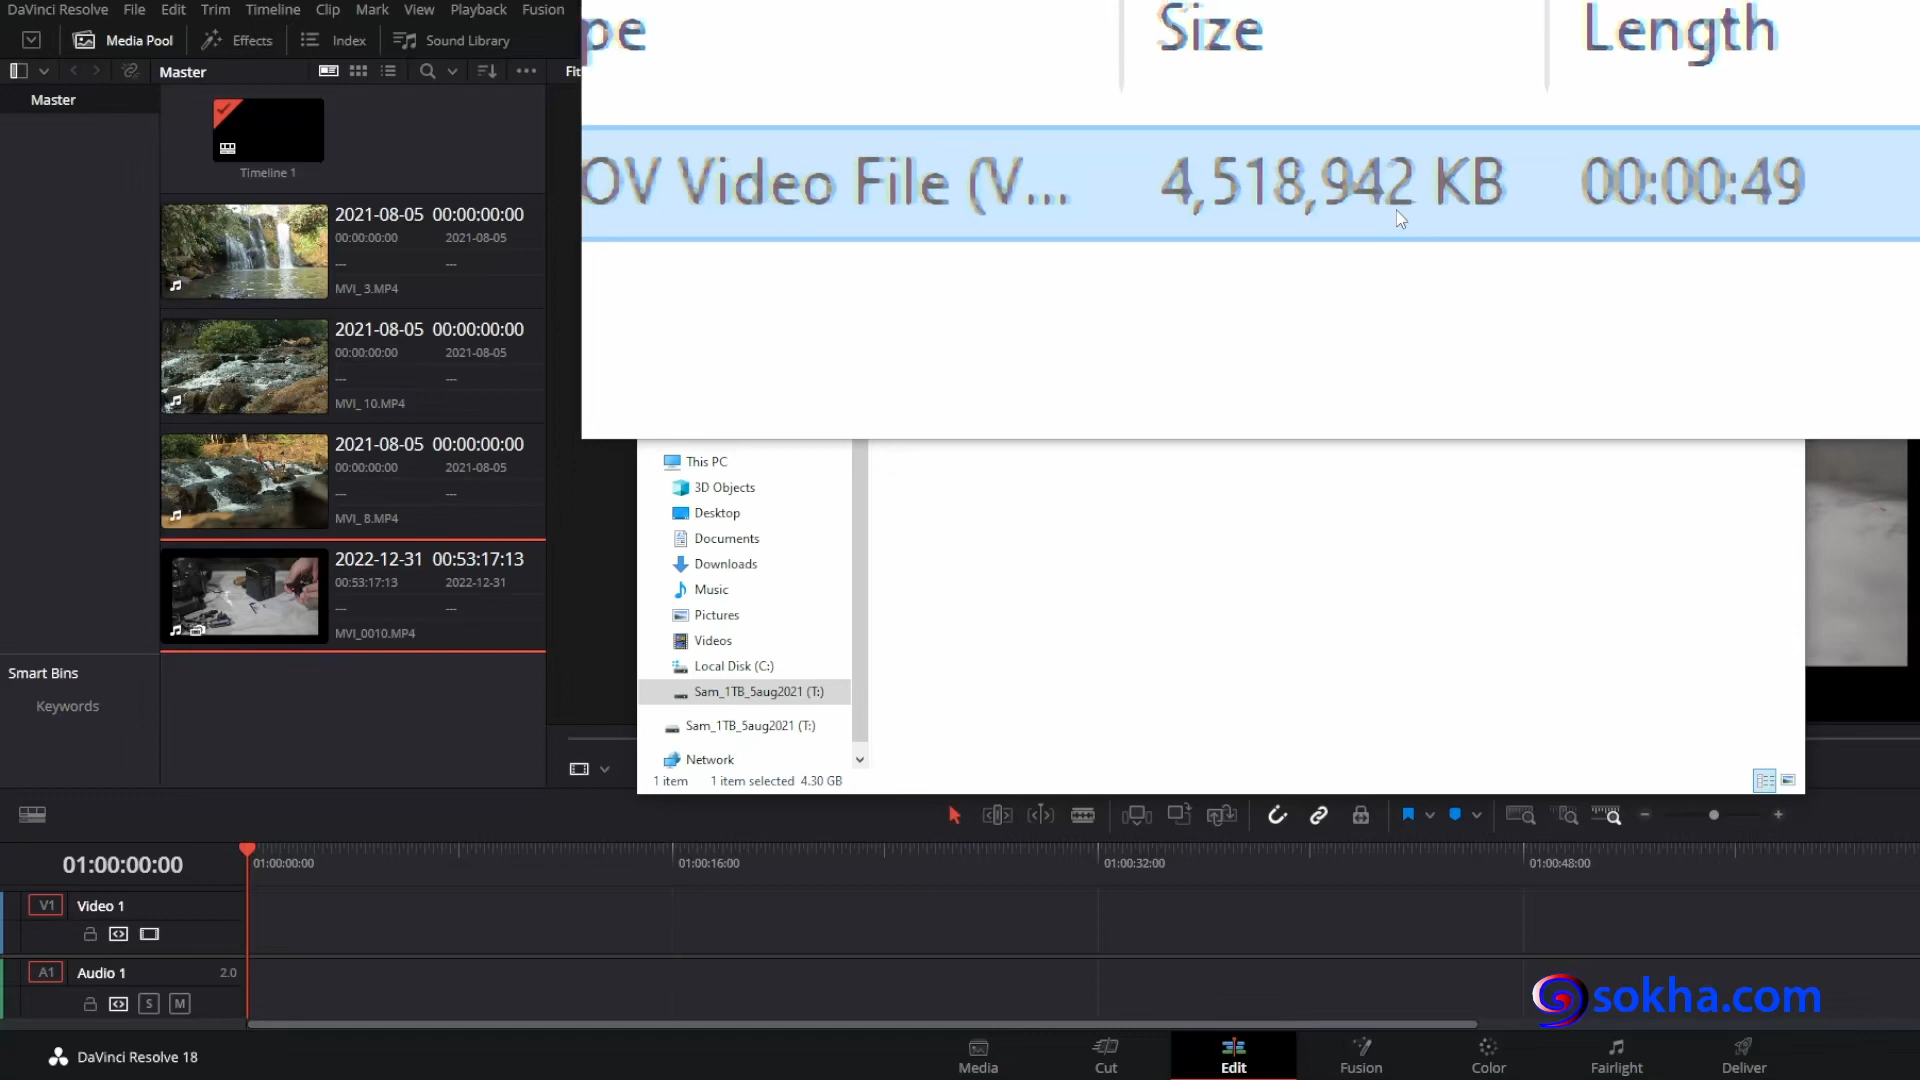 DaVinci Resolve File Edit Trim Timeline Clip Mark View Playback Fusion
Media Pool Effects Index Sound Library
Master
Fit
Master
Timeline 1
2021-08-05 00:00:00:00
00:00:00:00 2021-08-05
--- ---
MVI_ 3.MP4
2021-08-05 00:00:00:00
00:00:00:00 2021-08-05
--- ---
MVI_ 10.MP4
2021-08-05 00:00:00:00
00:00:00:00 2021-08-05
--- ---
MVI_ 8.MP4
2022-12-31 00:53:17:13
00:53:17:13 2022-12-31
--- ---
MVI_0010.MP4
Smart Bins
Keywords
pe Size Length
OV Video File (V... 4,518,942 KB 00:00:49
This PC
3D Objects
Desktop
Documents
Downloads
Music
Pictures
Videos
Local Disk (C:)
Sam_1TB_5aug2021 (T:)
Sam_1TB_5aug2021 (T:)
Network
1 item 1 item selected 4.30 GB
01:00:00:00
01:00:00:00 01:00:16:00 01:00:32:00 01:00:48:00
V1 Video 1
A1 Audio 1 2.0
S M
sokha.com
DaVinci Resolve 18
Media Cut Edit Fusion Color Fairlight Deliver